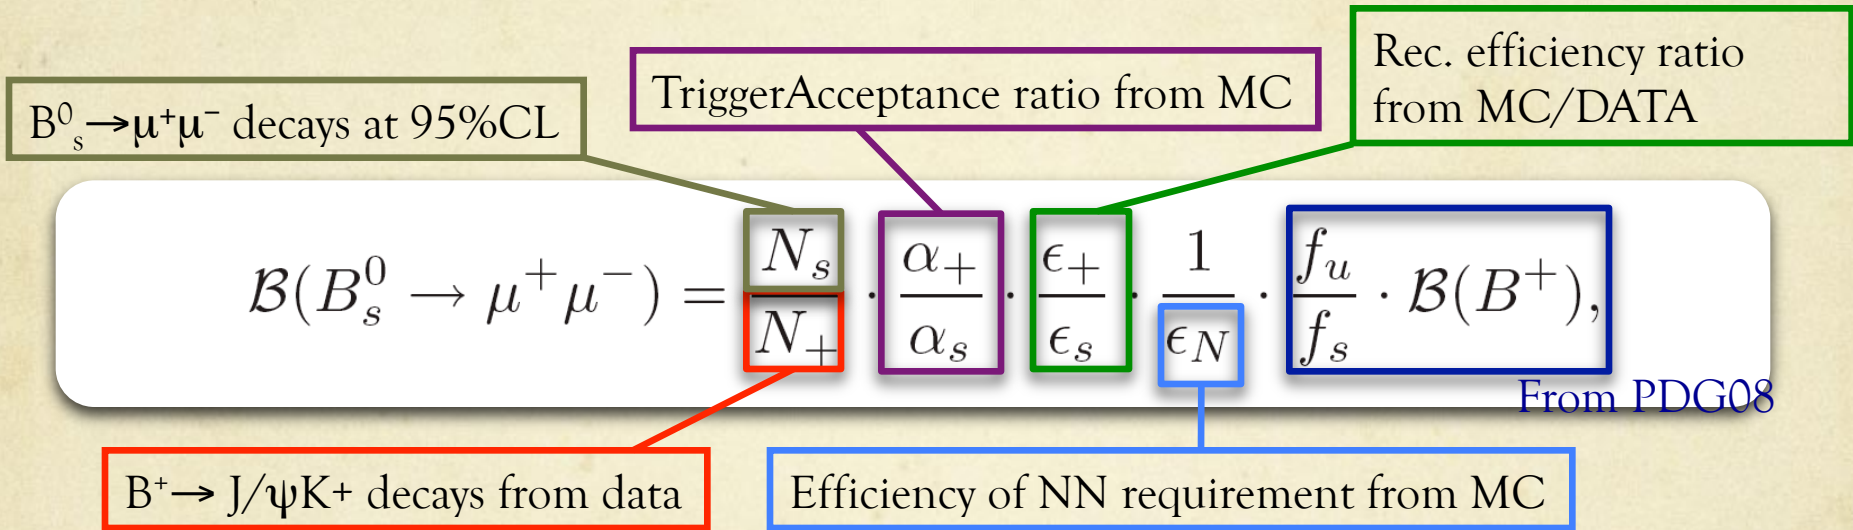 B⁰ₛ→μ⁺μ⁻ decays at 95%CL
TriggerAcceptance ratio from MC
Rec. efficiency ratio
from MC/DATA
𝓑(B⁰ₛ → μ⁺μ⁻) = Nₛ/N₊ · α₊/αₛ · ϵ₊/ϵₛ · 1/ϵ_N · fᵤ/fₛ · 𝓑(B⁺),
From PDG08
B⁺→ J/ψK+ decays from data
Efficiency of NN requirement from MC